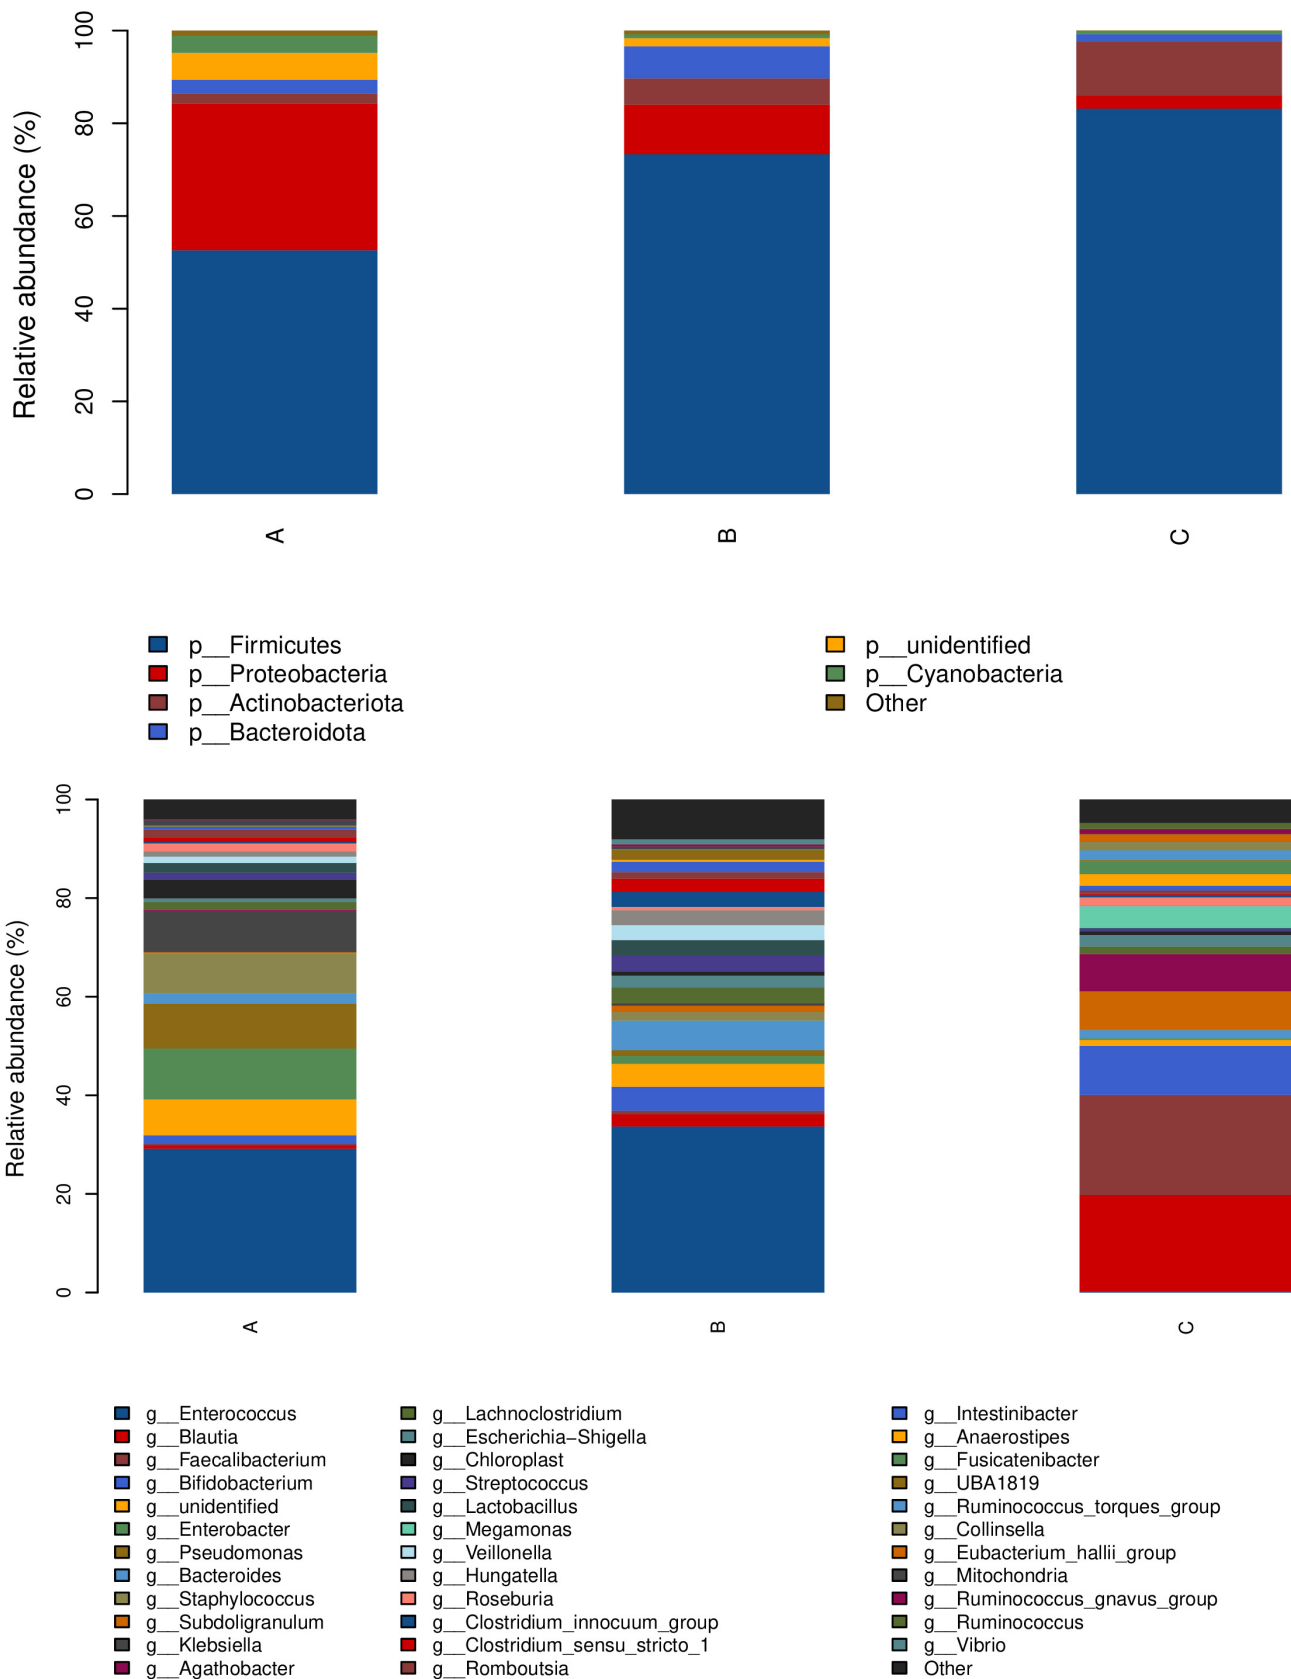 Relative abundance (%)
100
80
60
40
20
0
A
B
C
p__Firmicutes
p__Proteobacteria
p__Actinobacteriota
p__Bacteroidota
p__unidentified
p__Cyanobacteria
Other
Relative abundance (%)
100
80
60
40
20
0
A
B
C
g__Enterococcus
g__Blautia
g__Faecalibacterium
g__Bifidobacterium
g__unidentified
g__Enterobacter
g__Pseudomonas
g__Bacteroides
g__Staphylococcus
g__Subdoligranulum
g__Klebsiella
g__Agathobacter
g__Lachnoclostridium
g__Escherichia−Shigella
g__Chloroplast
g__Streptococcus
g__Lactobacillus
g__Megamonas
g__Veillonella
g__Hungatella
g__Roseburia
g__Clostridium_innocuum_group
g__Clostridium_sensu_stricto_1
g__Romboutsia
g__Intestinibacter
g__Anaerostipes
g__Fusicatenibacter
g__UBA1819
g__Ruminococcus_torques_group
g__Collinsella
g__Eubacterium_hallii_group
g__Mitochondria
g__Ruminococcus_gnavus_group
g__Ruminococcus
g__Vibrio
Other